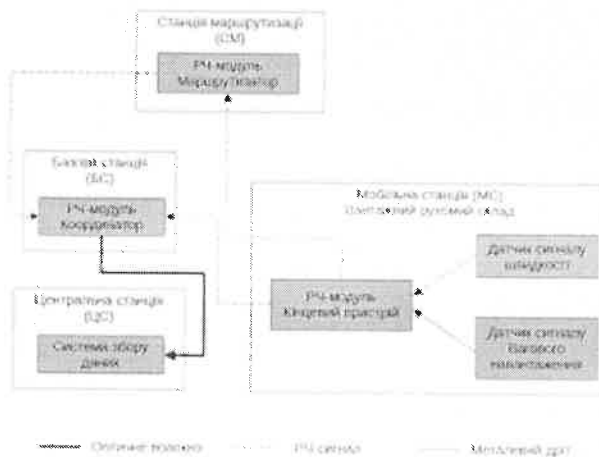 Станція маршрутизації
(СМ)
РЧ-модуль
Маршрутизатор
Базова станція
(БС)
РЧ-модуль
Координатор
Мобільна станція (МС)
Вантажний рухомий склад
Датчик сигналу
швидкості
РЧ-модуль
Кінцевий пристрій
Центральна станція
(ЦС)
Система збору
даних
Датчик сигналу
Вагового
навантаження
Оптичне волокно
РЧ сигнал
Металевий дріт